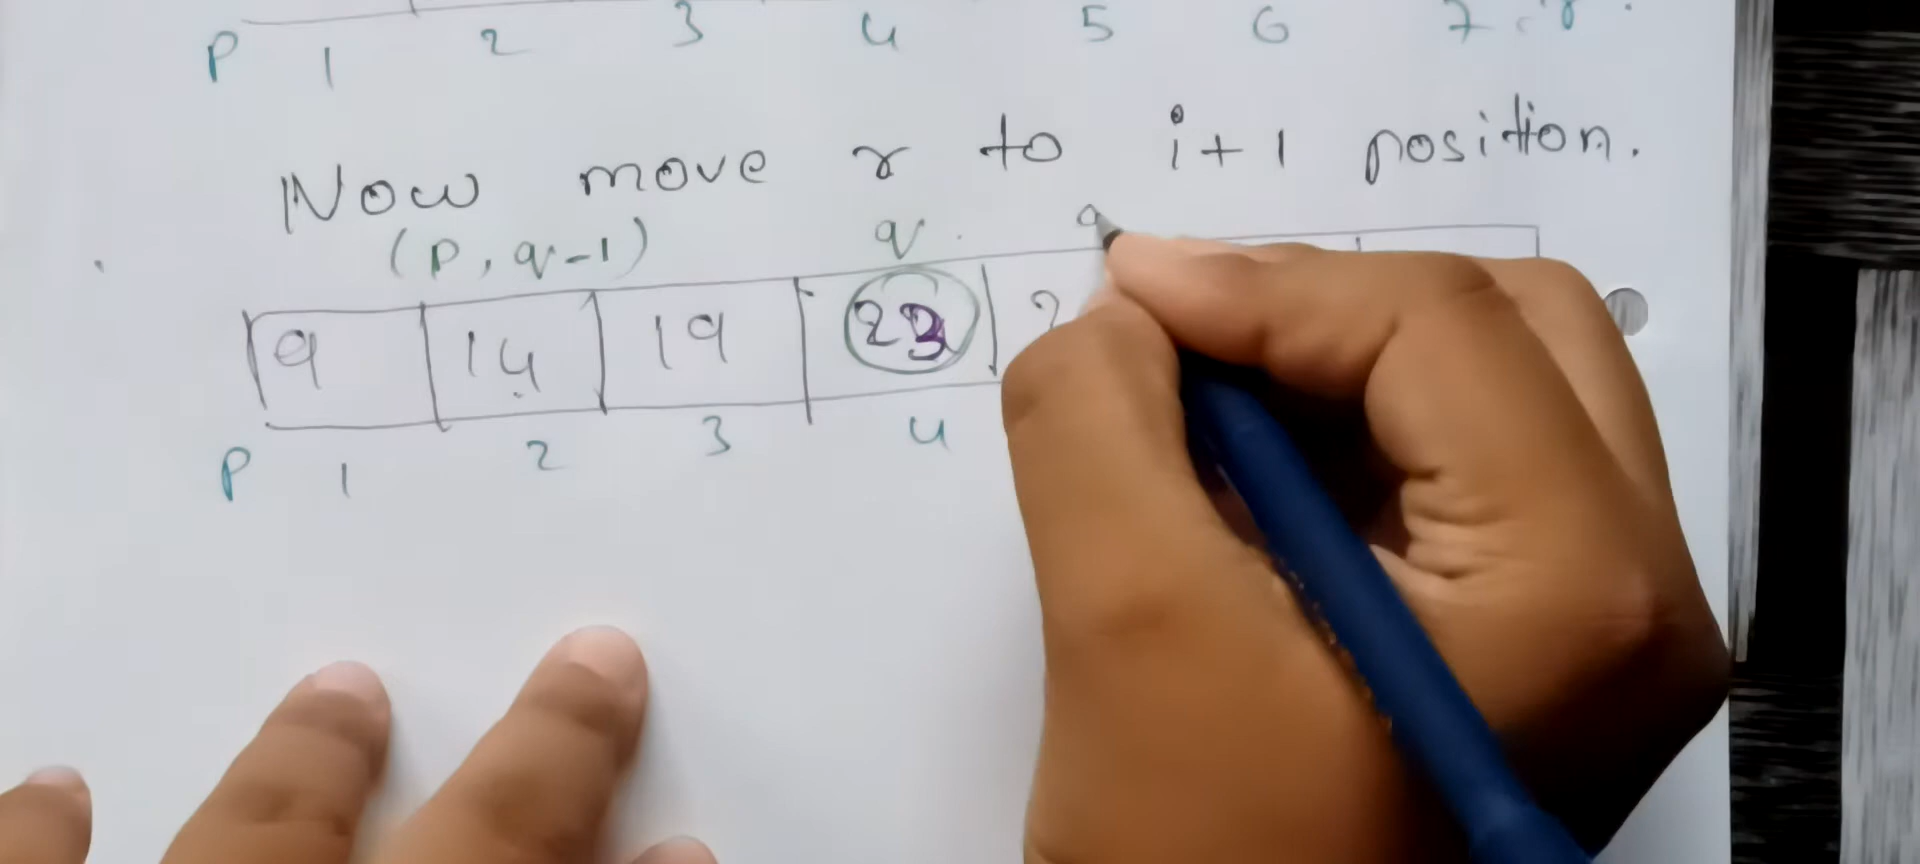 P 1 2 3 4 5 6 7 r
Now move r to i+1 position.
(P, q-1) q
9 14 19 23 2
P 1 2 3 4